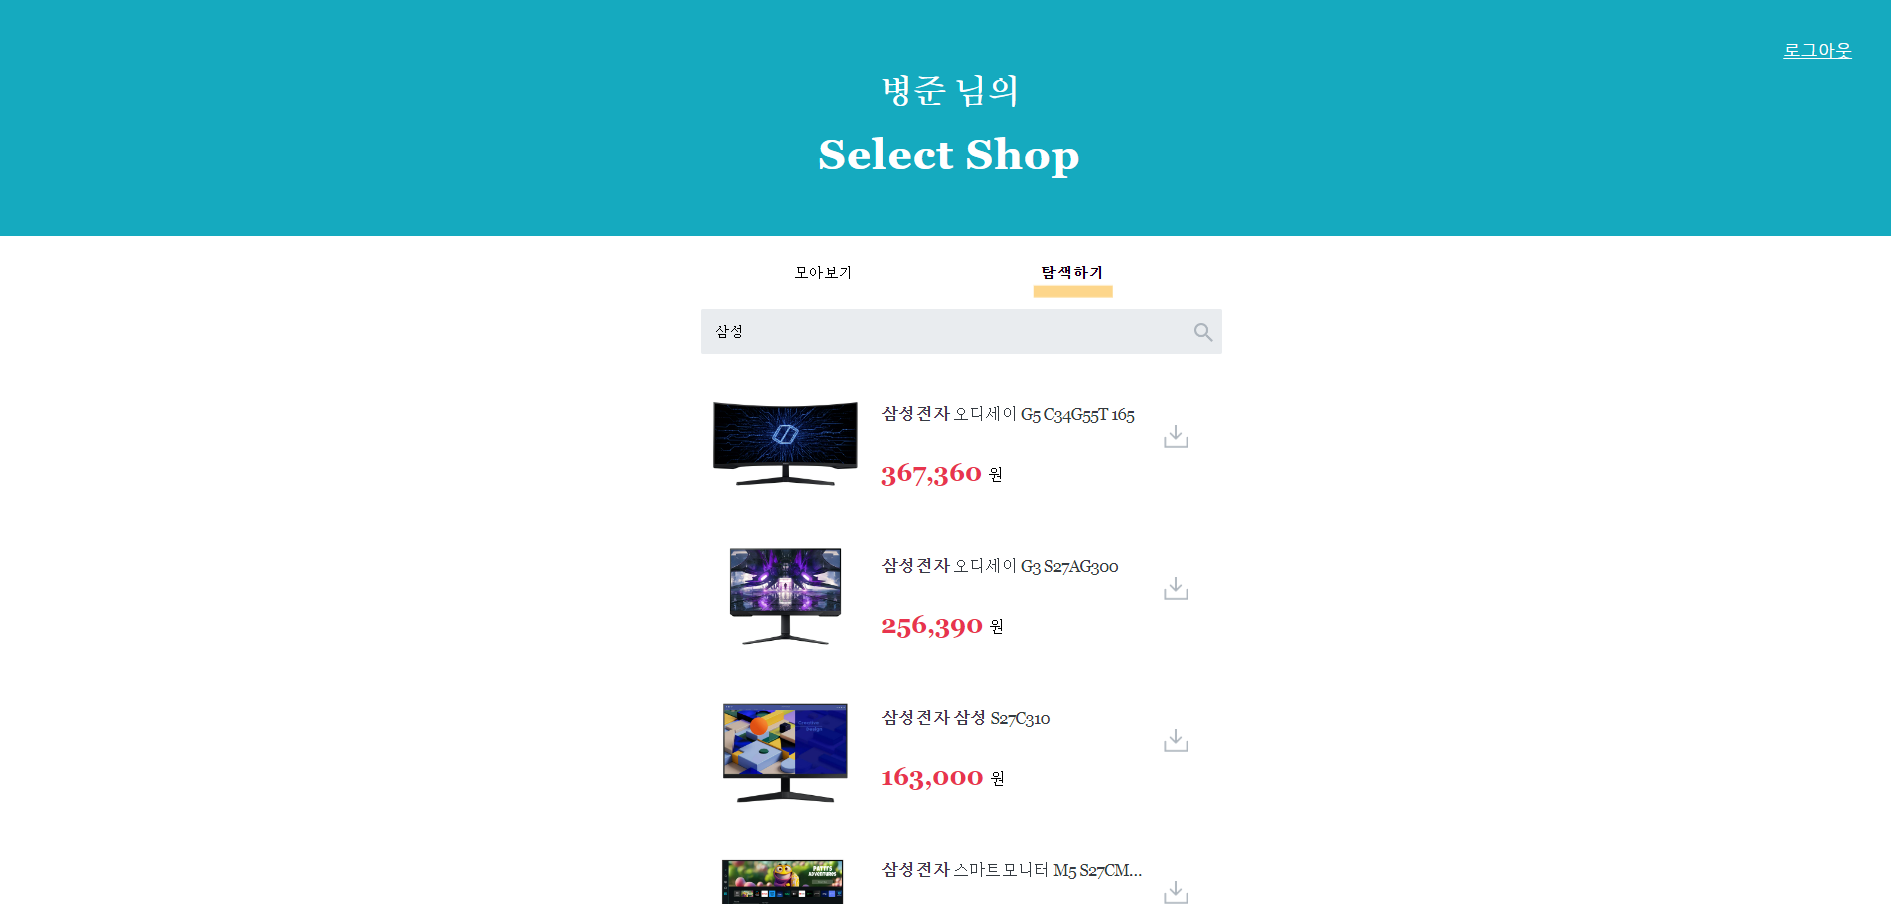 로그아웃
병준 님의
Select Shop
모아보기
탐색하기
삼성
삼성전자 오디세이 G5 C34G55T 165
367,360 원
삼성전자 오디세이 G3 S27AG300
256,390 원
삼성전자 삼성 S27C310
163,000 원
삼성전자 스마트모니터 M5 S27CM...